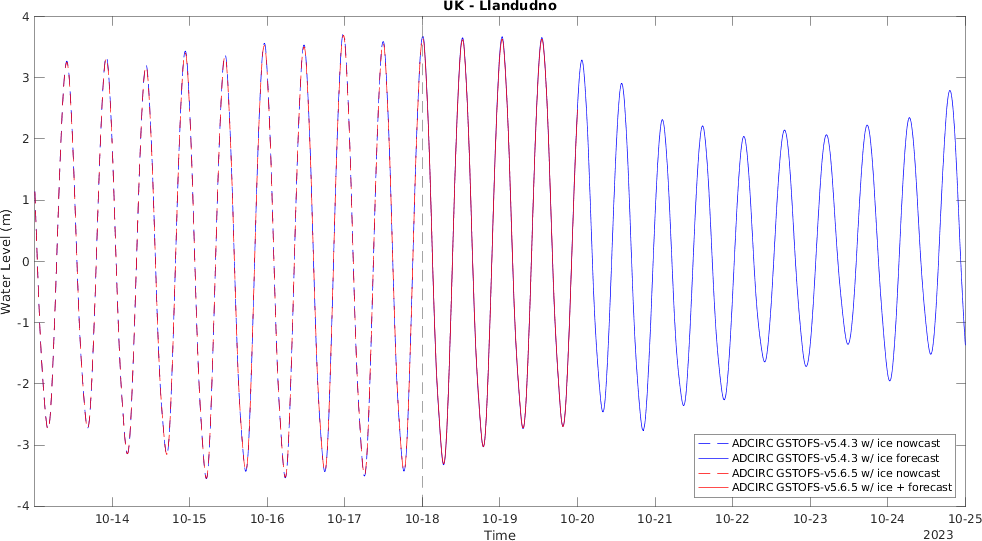 UK - Llandudno
4
3
2
1
0
-1
-2
-3
-4
Water Level (m)
10-14 10-15 10-16 10-17 10-18 10-19 10-20 10-21 10-22 10-23 10-24 10-25
Time
2023
ADCIRC GSTOFS-v5.4.3 w/ ice nowcast
ADCIRC GSTOFS-v5.4.3 w/ ice forecast
ADCIRC GSTOFS-v5.6.5 w/ ice nowcast
ADCIRC GSTOFS-v5.6.5 w/ ice + forecast